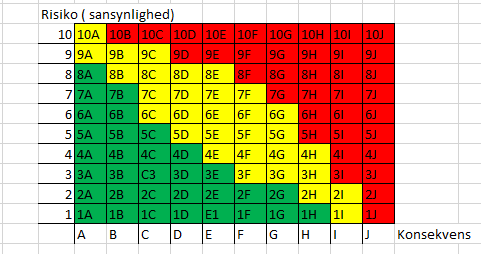 Risiko ( sansynlighed)
10 10A 10B 10C 10D 10E 10F 10G 10H 10I 10J
9 9A 9B 9C 9D 9E 9F 9G 9H 9I 9J
8 8A 8B 8C 8D 8E 8F 8G 8H 8I 8J
7 7A 7B 7C 7D 7E 7F 7G 7H 7I 7J
6 6A 6B 6C 6D 6E 6F 6G 6H 6I 6J
5 5A 5B 5C 5D 5E 5F 5G 5H 5I 5J
4 4A 4B 4C 4D 4E 4F 4G 4H 4I 4J
3 3A 3B C3 3D 3E 3F 3G 3H 3I 3J
2 2A 2B 2C 2D 2E 2F 2G 2H 2I 2J
1 1A 1B 1C 1D E1 1F 1G 1H 1I 1J
A B C D E F G H I J Konsekvens